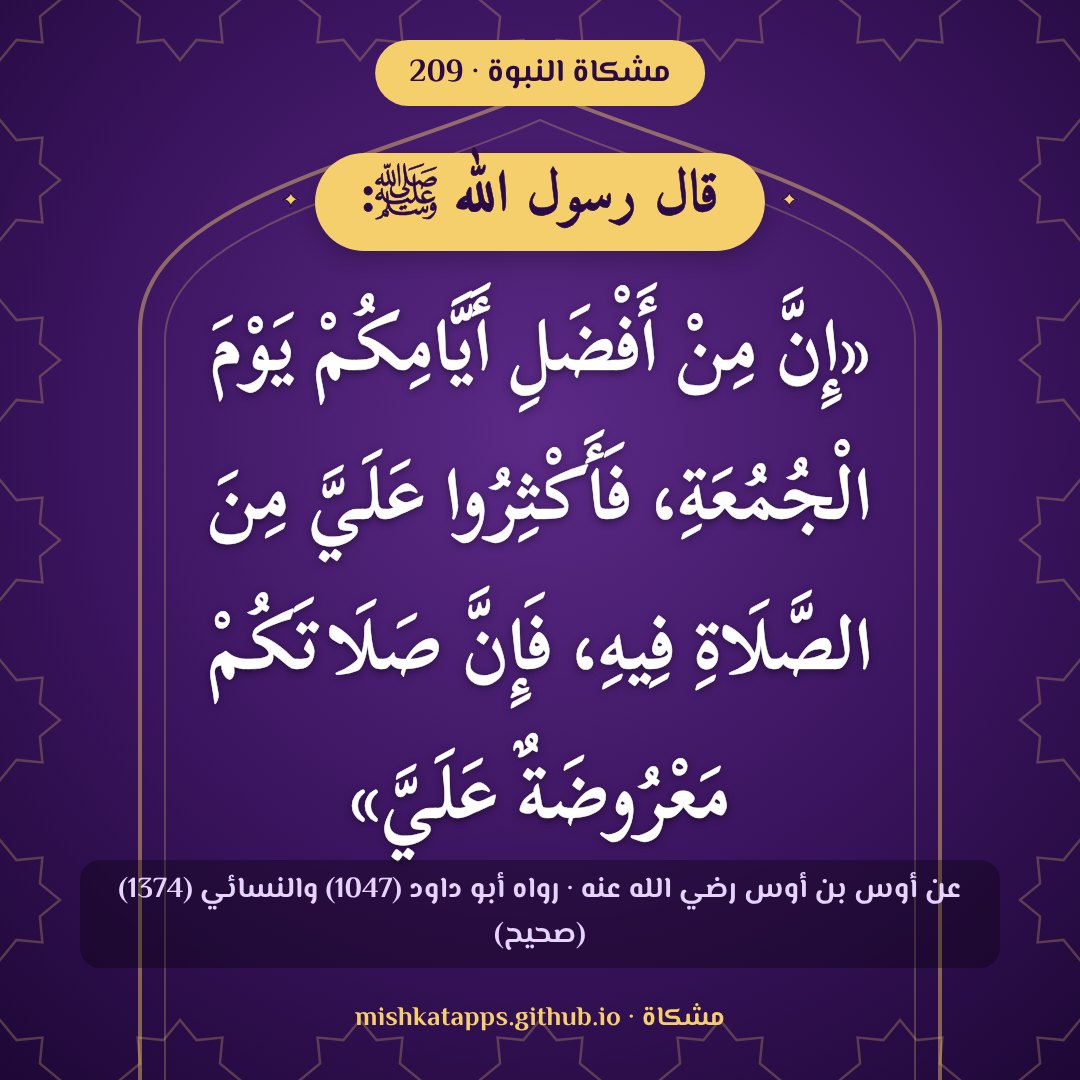 مشكاة النبوة · 209
قال رسول الله ﷺ:
«إِنَّ مِنْ أَفْضَلِ أَيَّامِكُمْ يَوْمَ
الْجُمُعَةِ، فَأَكْثِرُوا عَلَيَّ مِنَ
الصَّلَاةِ فِيهِ، فَإِنَّ صَلَاتَكُمْ
مَعْرُوضَةٌ عَلَيَّ»
عن أوس بن أوس رضي الله عنه · رواه أبو داود (1047) والنسائي (1374)
(صحيح)
مشكاة · mishkatapps.github.io